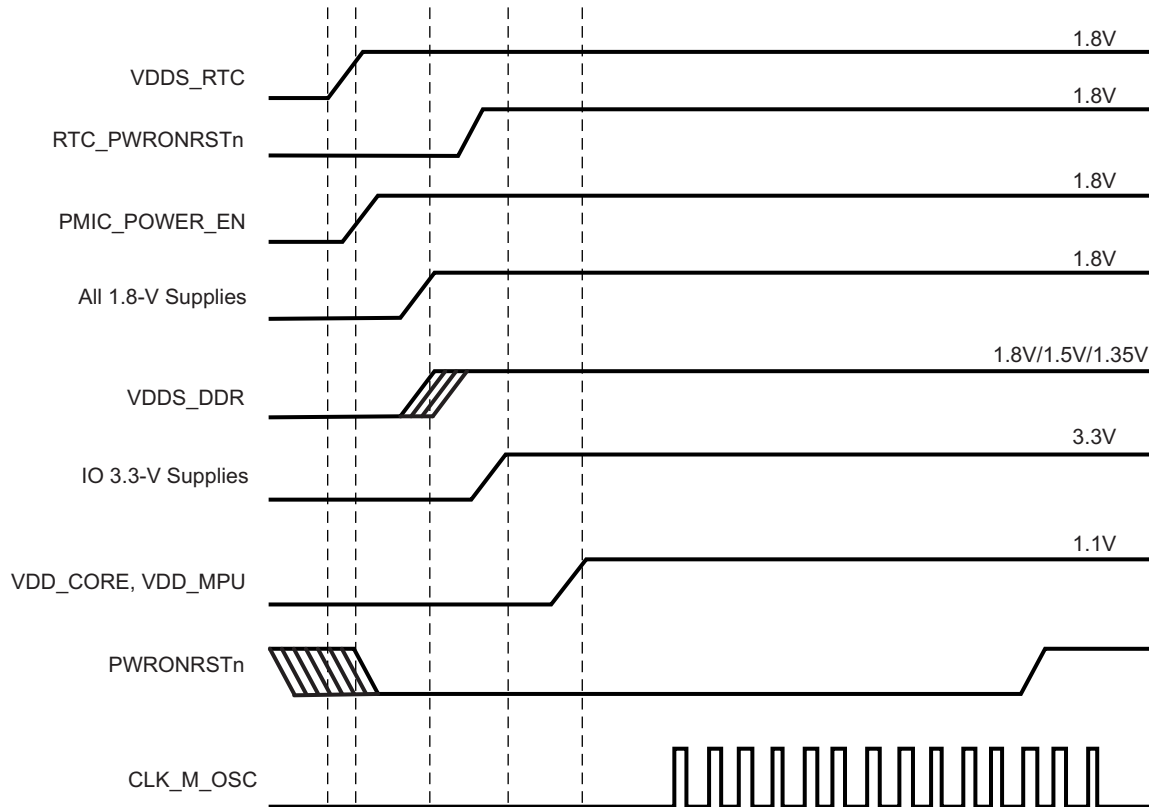 1.8V
VDDS_RTC
1.8V
RTC_PWRONRSTn
1.8V
PMIC_POWER_EN
1.8V
All 1.8-V Supplies
1.8V/1.5V/1.35V
VDDS_DDR
3.3V
IO 3.3-V Supplies
1.1V
VDD_CORE, VDD_MPU
PWRONRSTn
CLK_M_OSC